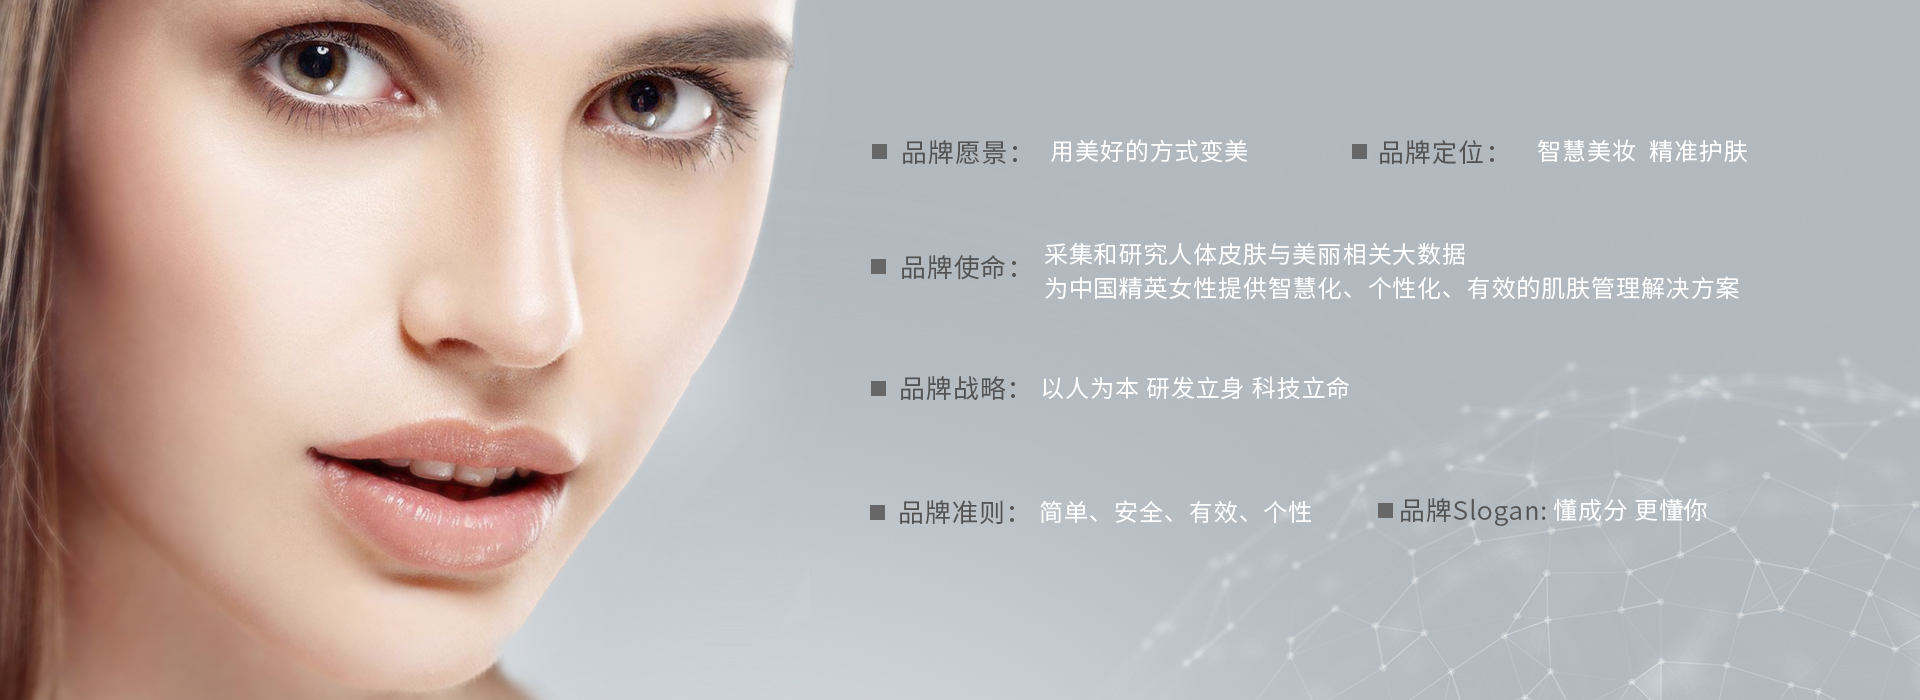 品牌愿景： 用美好的方式变美
品牌定位： 智慧美妆 精准护肤
品牌使命： 采集和研究人体皮肤与美丽相关大数据
为中国精英女性提供智慧化、个性化、有效的肌肤管理解决方案
品牌战略： 以人为本 研发立身 科技立命
品牌准则： 简单、安全、有效、个性
品牌Slogan: 懂成分 更懂你